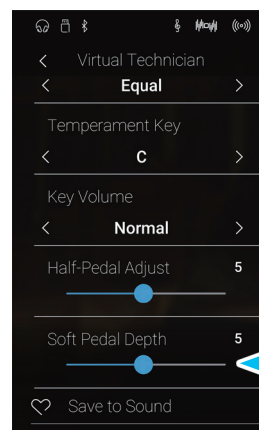 Virtual Technician
Equal
Temperament Key
C
Key Volume
Normal
Half-Pedal Adjust 5
Soft Pedal Depth 5
Save to Sound